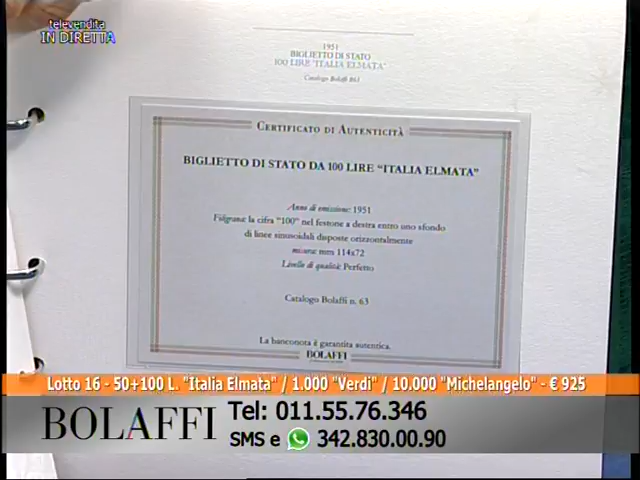 televendita
IN DIRETTA
1951
BIGLIETTO DI STATO
100 LIRE "ITALIA ELMATA"
Catalogo Bolaffi B63
CERTIFICATO DI AUTENTICITÀ
BIGLIETTO DI STATO DA 100 LIRE "ITALIA ELMATA"
Anno di emissione: 1951
Filigrana: la cifra "100" nel festone a destra entro uno sfondo
di linee sinusoidali disposte orizzontalmente
misura: mm 114x72
Livello di qualità: Perfetto
Catalogo Bolaffi n. 63
La banconota è garantita autentica.
BOLAFFI
Lotto 16 - 50+100 L. "Italia Elmata" / 1.000 "Verdi" / 10.000 "Michelangelo" - € 925
BOLAFFI
Tel: 011.55.76.346
SMS e 342.830.00.90